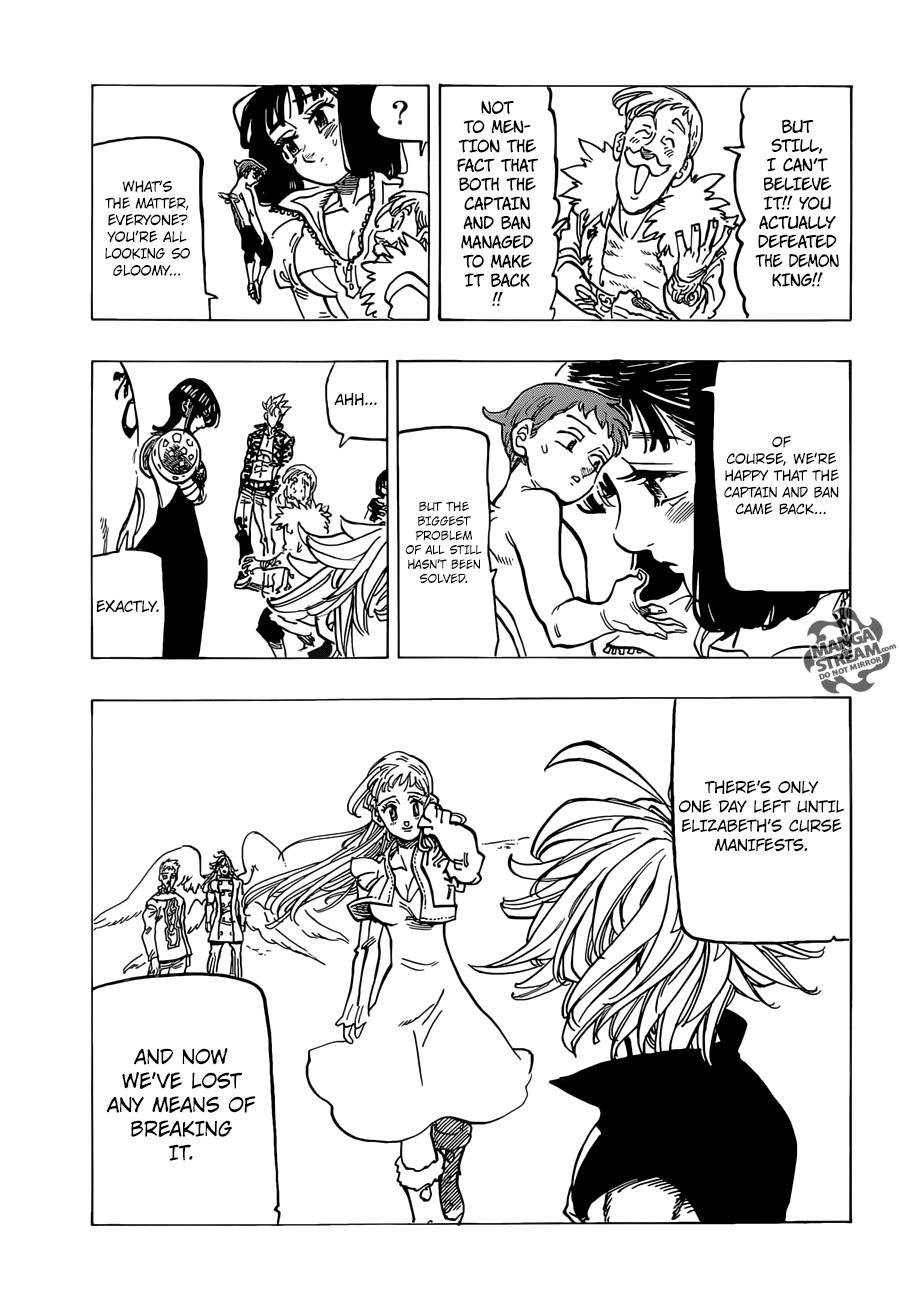 BUT
STILL,
I CAN'T
BELIEVE
IT!! YOU
ACTUALLY
DEFEATED
THE DEMON
KING!!
NOT
TO MEN-
TION THE
FACT THAT
BOTH THE
CAPTAIN
AND BAN
MANAGED
TO MAKE
IT BACK
!!
?
WHAT'S
THE MATTER,
EVERYONE?
YOU'RE ALL
LOOKING SO
GLOOMY...
OF
COURSE, WE'RE
HAPPY THAT THE
CAPTAIN AND BAN
CAME BACK...
BUT THE
BIGGEST
PROBLEM
OF ALL STILL
HASN'T BEEN
SOLVED.
AHH...
EXACTLY.
MANGA
STREAM.com
DO NOT MIRROR
THERE'S ONLY
ONE DAY LEFT UNTIL
ELIZABETH'S CURSE
MANIFESTS.
AND NOW
WE'VE LOST
ANY MEANS OF
BREAKING
IT.